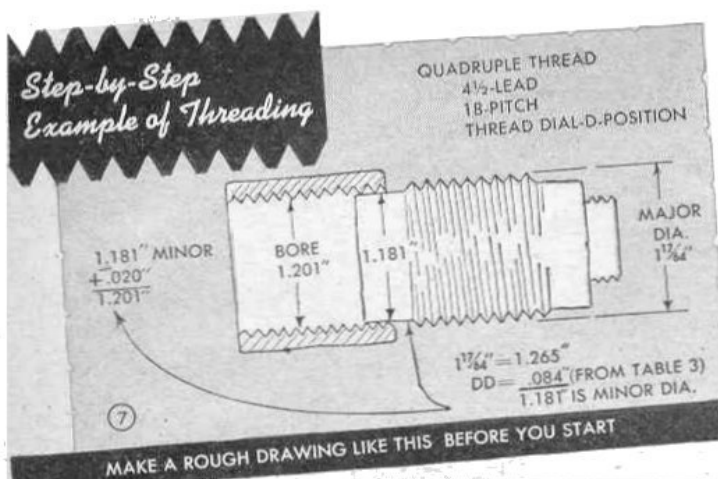 Step-by-Step
Example of Threading
QUADRUPLE THREAD
4½-LEAD
18-PITCH
THREAD DIAL-D-POSITION
1.181" MINOR
+.020"
1.201"
BORE
1.201"
1.181"
MAJOR
DIA.
1 17/64"
1 17/64" = 1.265"
DD = .084" (FROM TABLE 3)
1.181" IS MINOR DIA.
7
MAKE A ROUGH DRAWING LIKE THIS BEFORE YOU START